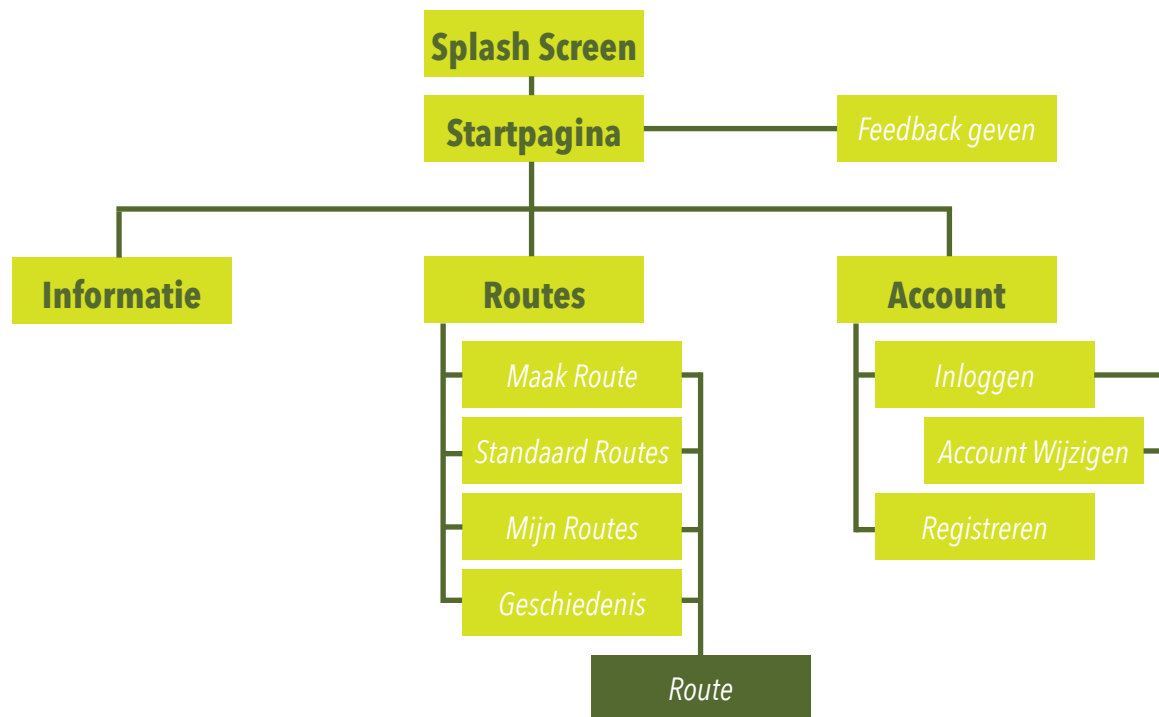 Splash Screen
Startpagina
Feedback geven
Informatie
Routes
Account
Maak Route
Inloggen
Standaard Routes
Account Wijzigen
Mijn Routes
Registreren
Geschiedenis
Route